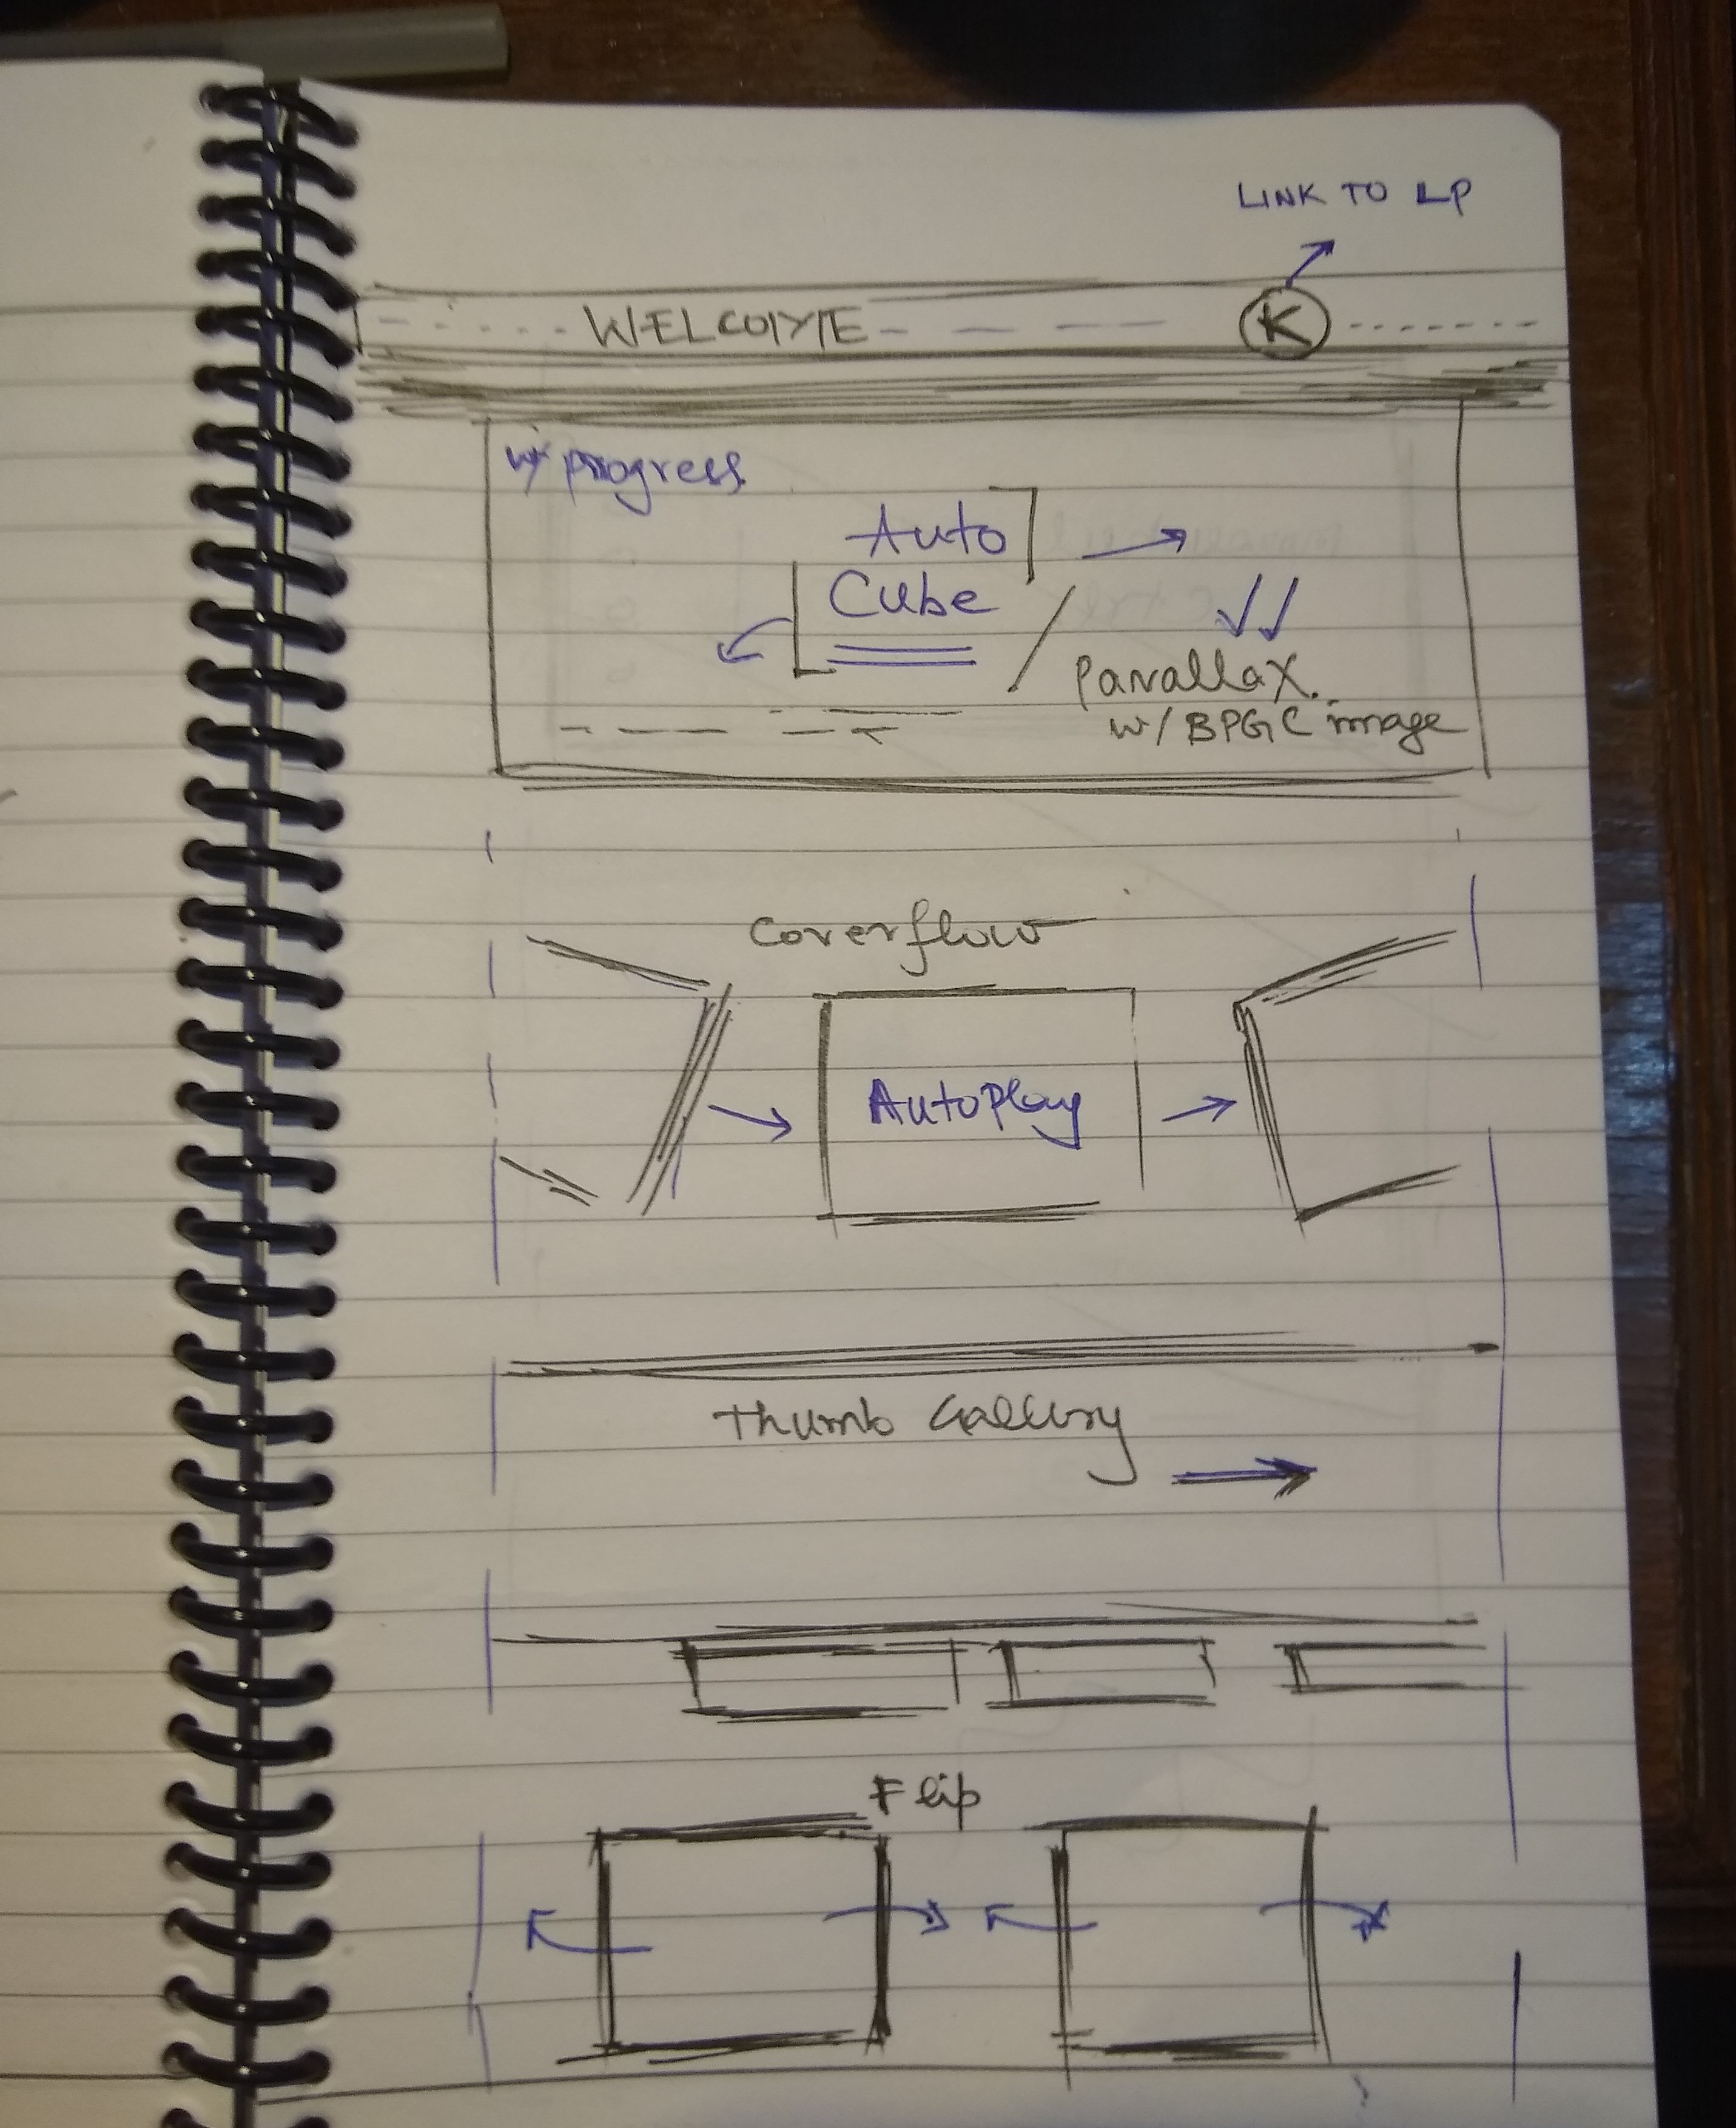 LINK TO LP
WELCOME
K
w/ progress
Auto
Cube
Parallax.
w/ BPGC image
Coverflow
AutoPlay
Thumb Gallery
Flip